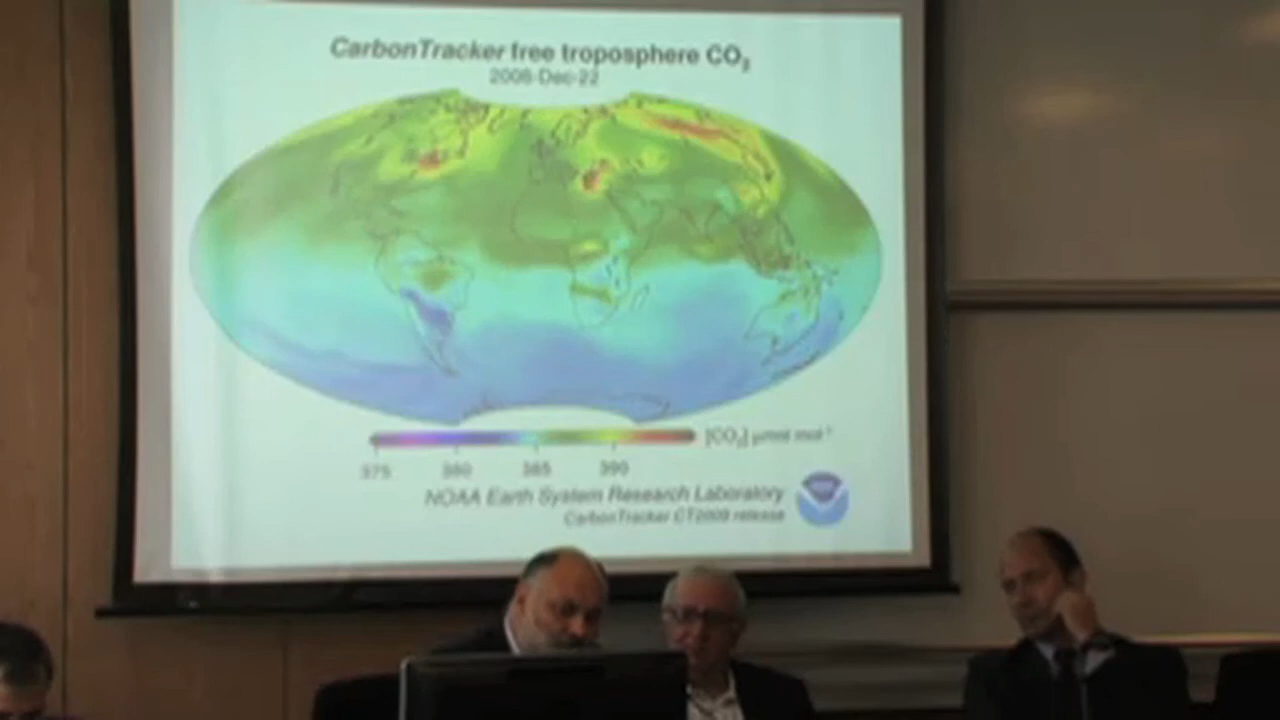 CarbonTracker free troposphere CO₂
2008-Dec-22
[CO₂] μmol mol⁻¹
375 380 385 390
NOAA Earth System Research Laboratory
CarbonTracker CT2009 release